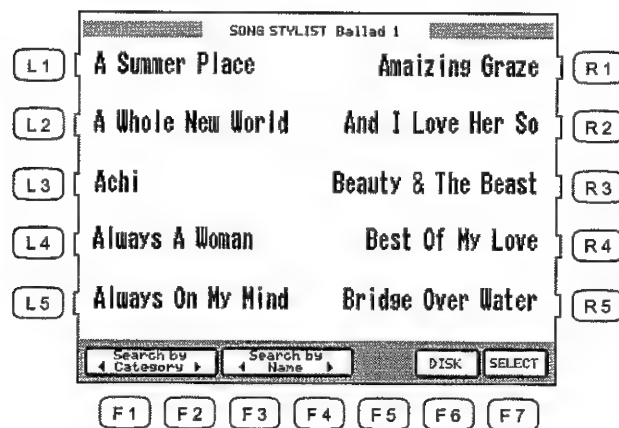 SONG STYLIST Ballad 1
L1 A Summer Place Amaizing Graze R1
L2 A Whole New World And I Love Her So R2
L3 Achi Beauty & The Beast R3
L4 Always A Woman Best Of My Love R4
L5 Always On My Mind Bridge Over Water R5
Search by Search by
Category Name DISK SELECT
F1 F2 F3 F4 F5 F6 F7